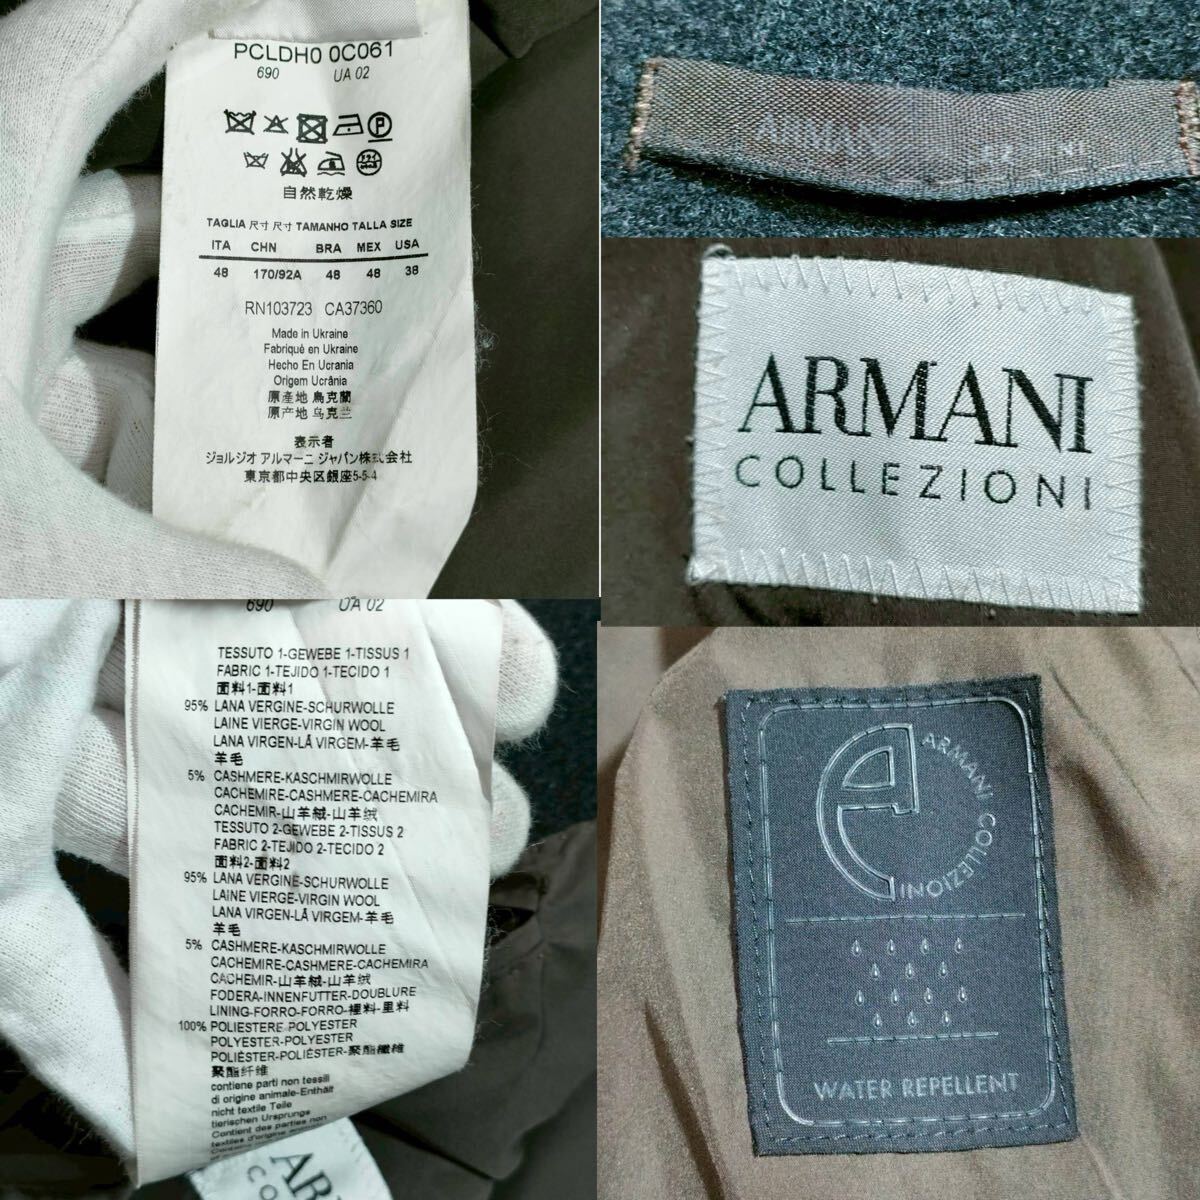 PCLDH0 0C061
690 UA 02
自然乾燥
TAGLIA 尺寸 尺寸 TAMANHO TALLA SIZE
ITA CHN BRA MEX USA
48 170/92A 48 48 38
RN103723 CA37360
Made in Ukraine
Fabriqué en Ukraine
Hecho En Ucrania
Origem Ucrânia
原產地 烏克蘭
原产地 乌克兰
表示者
ジョルジオ アルマーニ ジャパン株式会社
東京都中央区銀座5-5-4
ARMANI
COLLEZIONI
690 UA 02
TESSUTO 1-GEWEBE 1-TISSUS 1
FABRIC 1-TEJIDO 1-TECIDO 1
面料1-面料1
95% LANA VERGINE-SCHURWOLLE
LAINE VIERGE-VIRGIN WOOL
LANA VIRGEN-LÃ VIRGEM-羊毛
羊毛
5% CASHMERE-KASCHMIRWOLLE
CACHEMIRE-CASHMERE-CACHEMIRA
CACHEMIR-山羊絨-山羊绒
TESSUTO 2-GEWEBE 2-TISSUS 2
FABRIC 2-TEJIDO 2-TECIDO 2
面料2-面料2
95% LANA VERGINE-SCHURWOLLE
LAINE VIERGE-VIRGIN WOOL
LANA VIRGEN-LÃ VIRGEM-羊毛
羊毛
5% CASHMERE-KASCHMIRWOLLE
CACHEMIRE-CASHMERE-CACHEMIRA
CACHEMIR-山羊絨-山羊绒
FODERA-INNENFUTTER-DOUBLURE
LINING-FORRO-FORRO-裡料-里料
100% POLIESTERE POLYESTER
POLYESTER-POLYESTER
POLIÉSTER-POLIÉSTER-聚酯纖維
聚酯纤维
contiene parti non tessili
di origine animale-Enthält
nicht textile Teile
tierischen Ursprungs
Contient des parties non
textiles d'origine
ARMANI COLLEZIONI
WATER REPELLENT